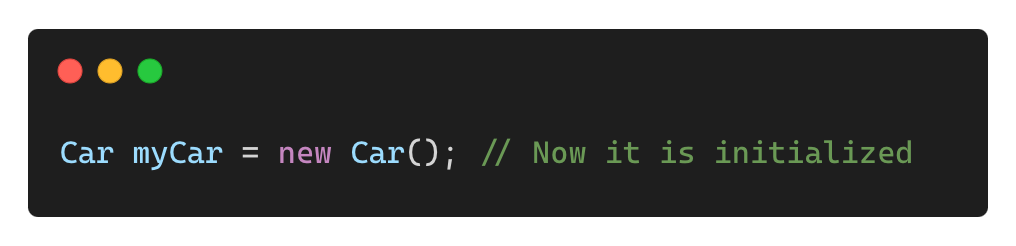 Car myCar = new Car(); // Now it is initialized